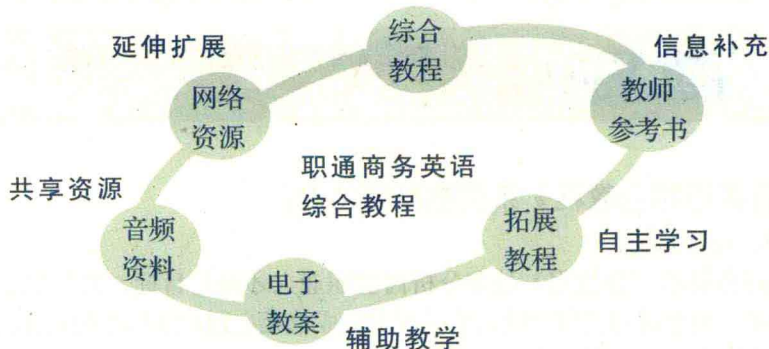 延伸扩展
综合
教程
信息补充
网络
资源
教师
参考书
职通商务英语
综合教程
共享资源
音频
资料
拓展
教程
自主学习
电子
教案
辅助教学